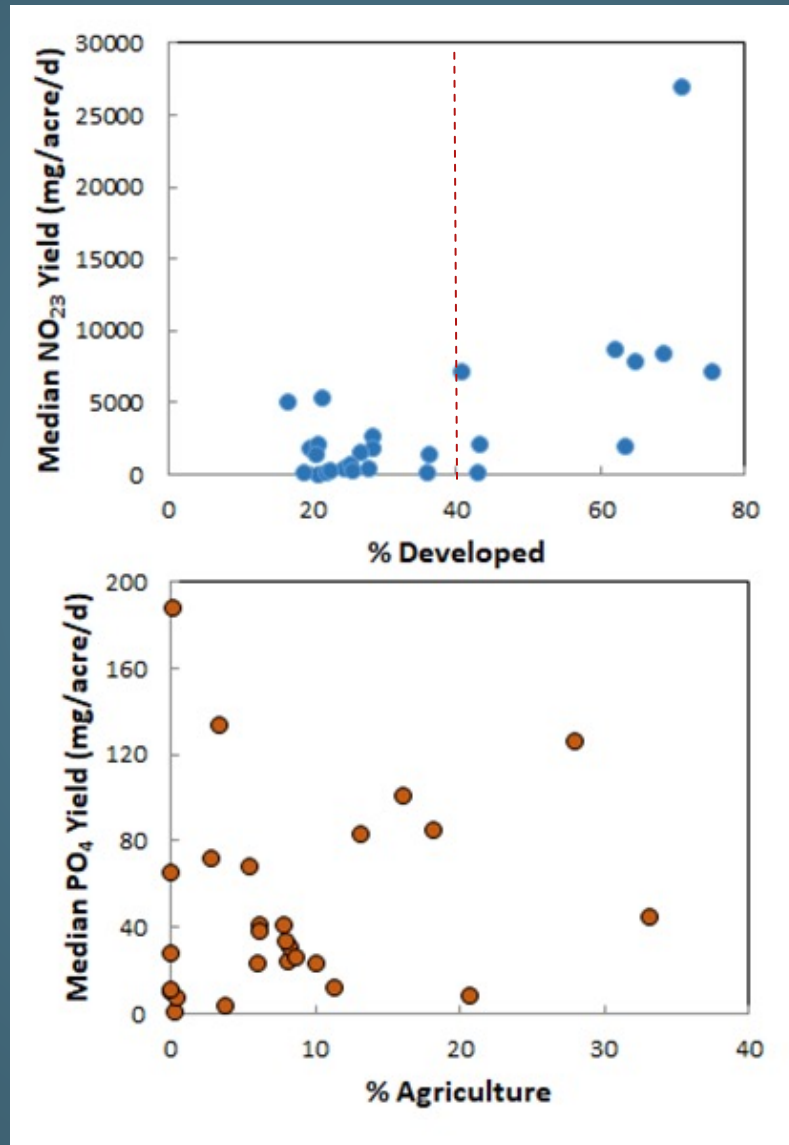 Median NO₂₃ Yield (mg/acre/d)
30000
25000
20000
15000
10000
5000
0
0 20 40 60 80
% Developed
Median PO₄ Yield (mg/acre/d)
200
160
120
80
40
0
0 10 20 30 40
% Agriculture